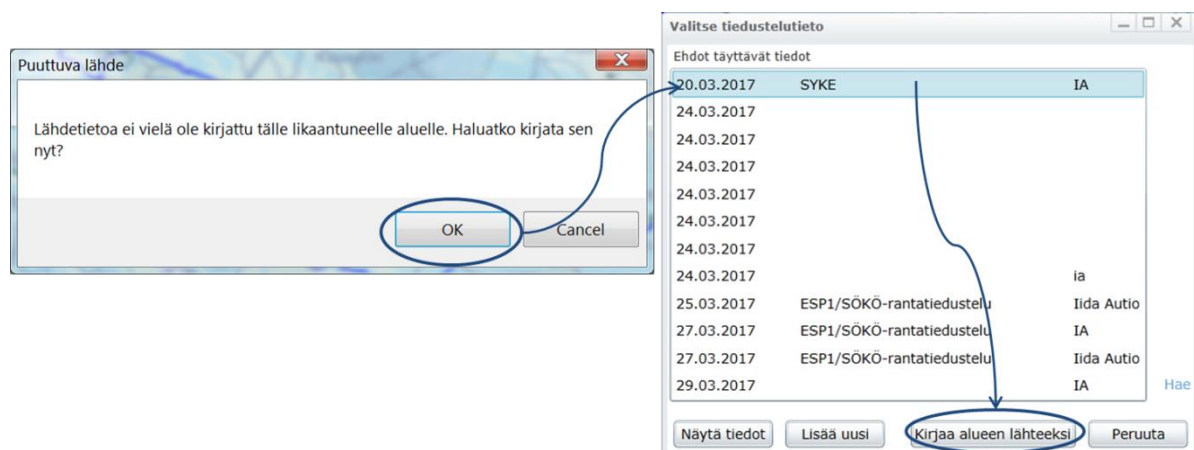 Puuttuva lähde
Lähdetietoa ei vielä ole kirjattu tälle likaantuneelle aluelle. Haluatko kirjata sen
nyt?
OK Cancel
Valitse tiedustelutieto
Ehdot täyttävät tiedot
20.03.2017 SYKE IA
24.03.2017
24.03.2017
24.03.2017
24.03.2017
24.03.2017
24.03.2017
24.03.2017 ia
25.03.2017 ESP1/SÖKÖ-rantatiedustelu Iida Autio
27.03.2017 ESP1/SÖKÖ-rantatiedustelu IA
27.03.2017 ESP1/SÖKÖ-rantatiedustelu Iida Autio
29.03.2017 IA Hae
Näytä tiedot Lisää uusi Kirjaa alueen lähteeksi Peruuta